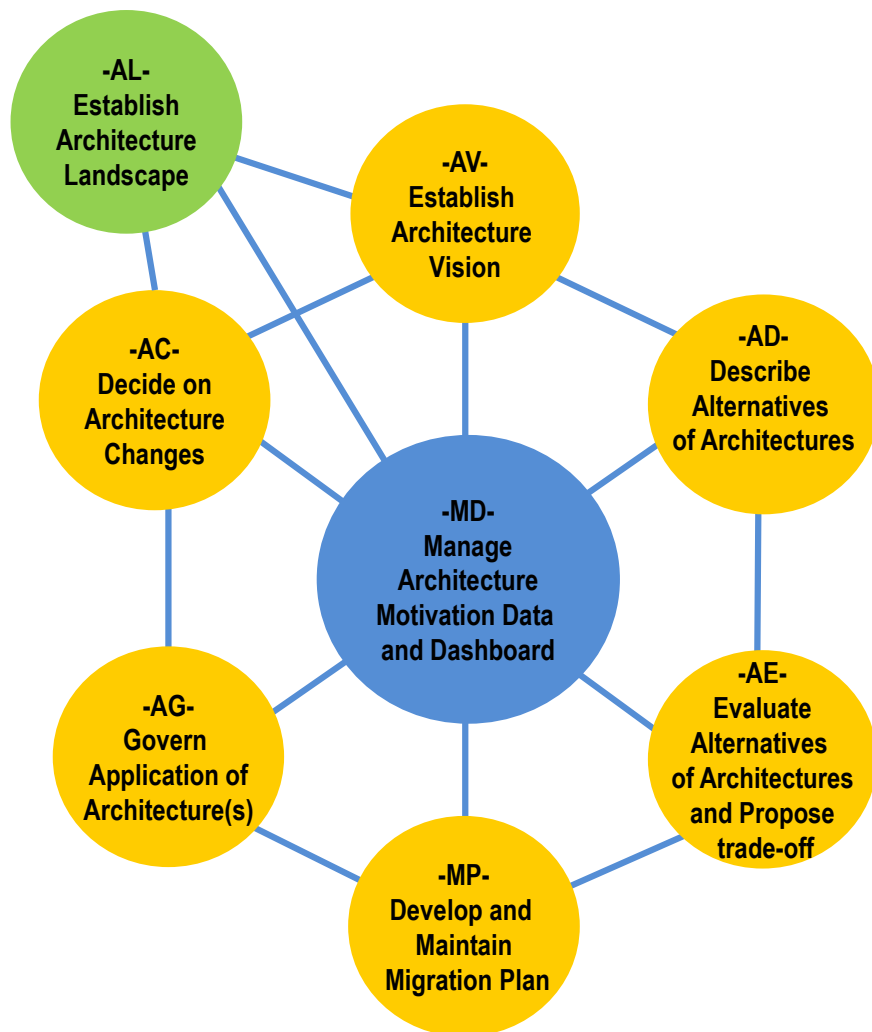 -AL-
Establish
Architecture
Landscape
-AV-
Establish
Architecture
Vision
-AC-
Decide on
Architecture
Changes
-AD-
Describe
Alternatives
of Architectures
-MD-
Manage
Architecture
Motivation Data
and Dashboard
-AG-
Govern
Application of
Architecture(s)
-AE-
Evaluate
Alternatives
of Architectures
and Propose
trade-off
-MP-
Develop and
Maintain
Migration Plan